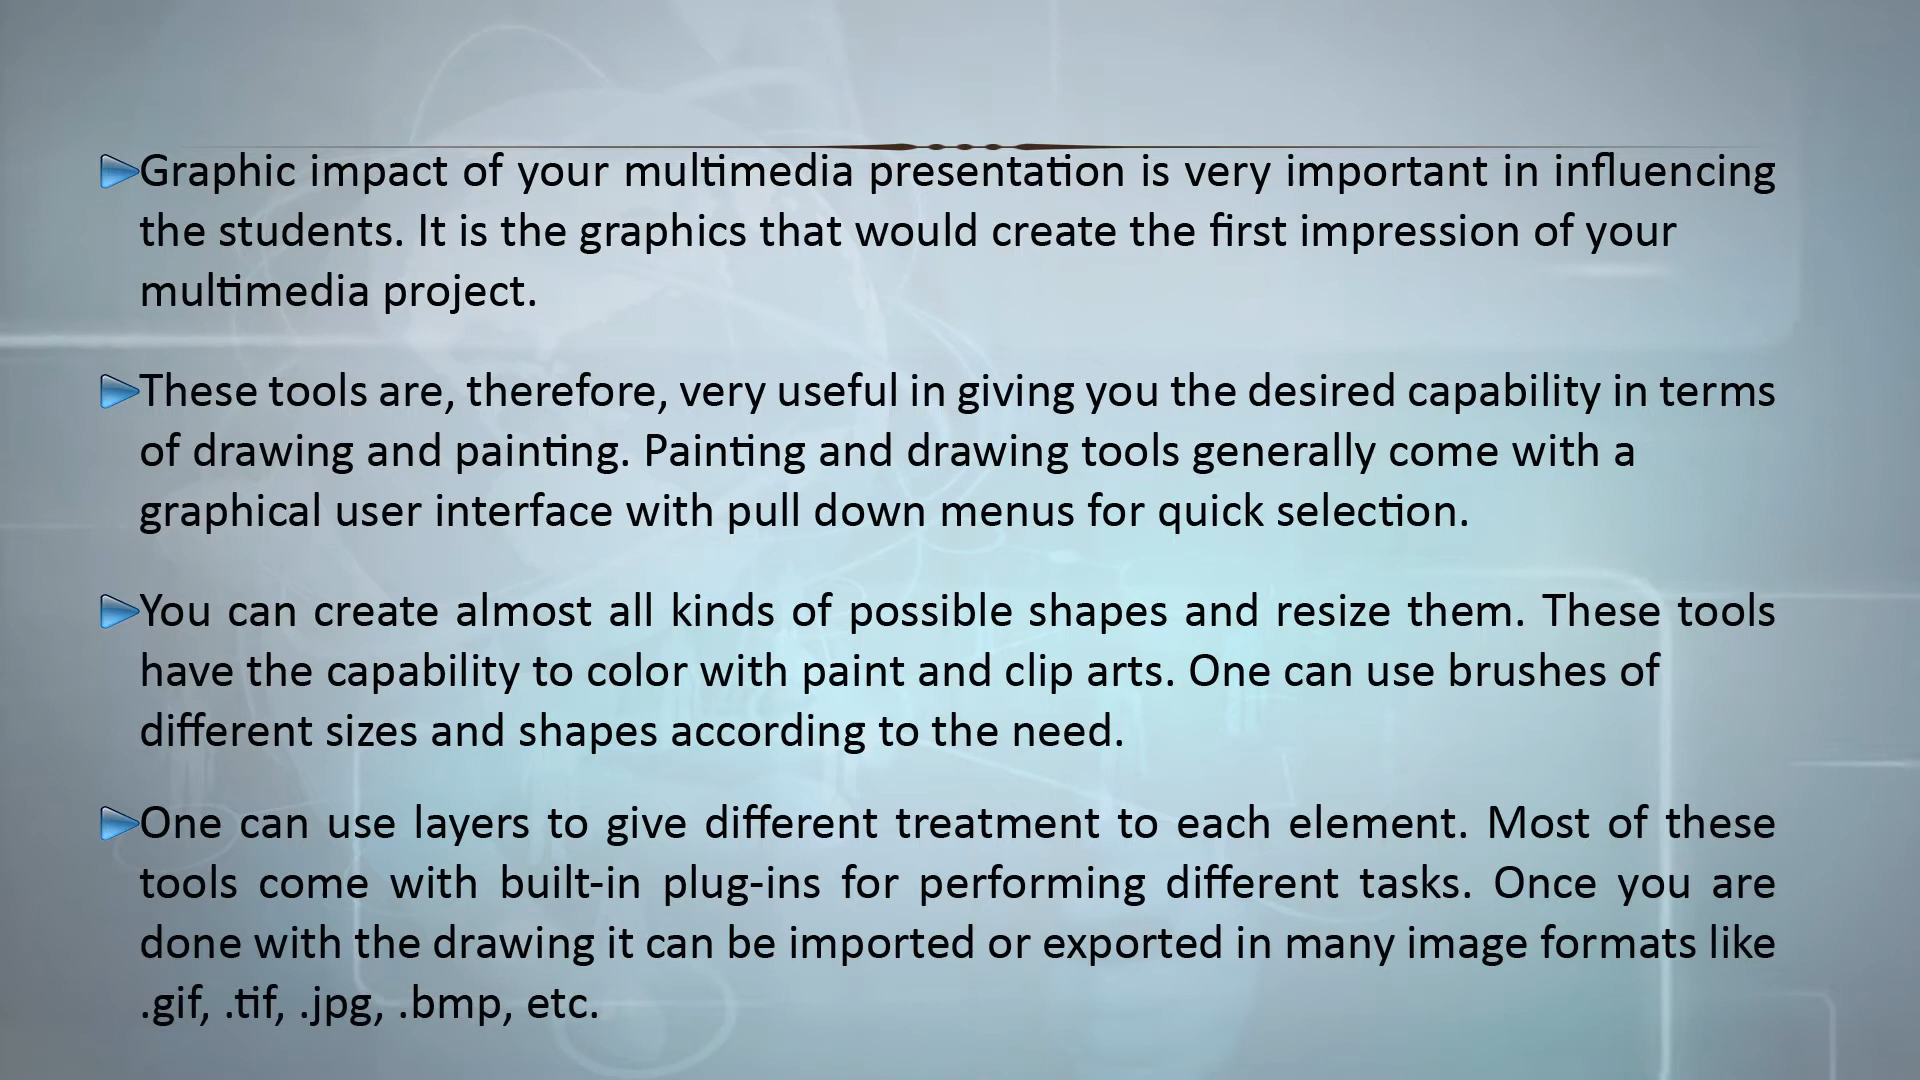 Graphic impact of your multimedia presentation is very important in influencing
the students. It is the graphics that would create the first impression of your
multimedia project.
These tools are, therefore, very useful in giving you the desired capability in terms
of drawing and painting. Painting and drawing tools generally come with a
graphical user interface with pull down menus for quick selection.
You can create almost all kinds of possible shapes and resize them. These tools
have the capability to color with paint and clip arts. One can use brushes of
different sizes and shapes according to the need.
One can use layers to give different treatment to each element. Most of these
tools come with built-in plug-ins for performing different tasks. Once you are
done with the drawing it can be imported or exported in many image formats like
.gif, .tif, .jpg, .bmp, etc.